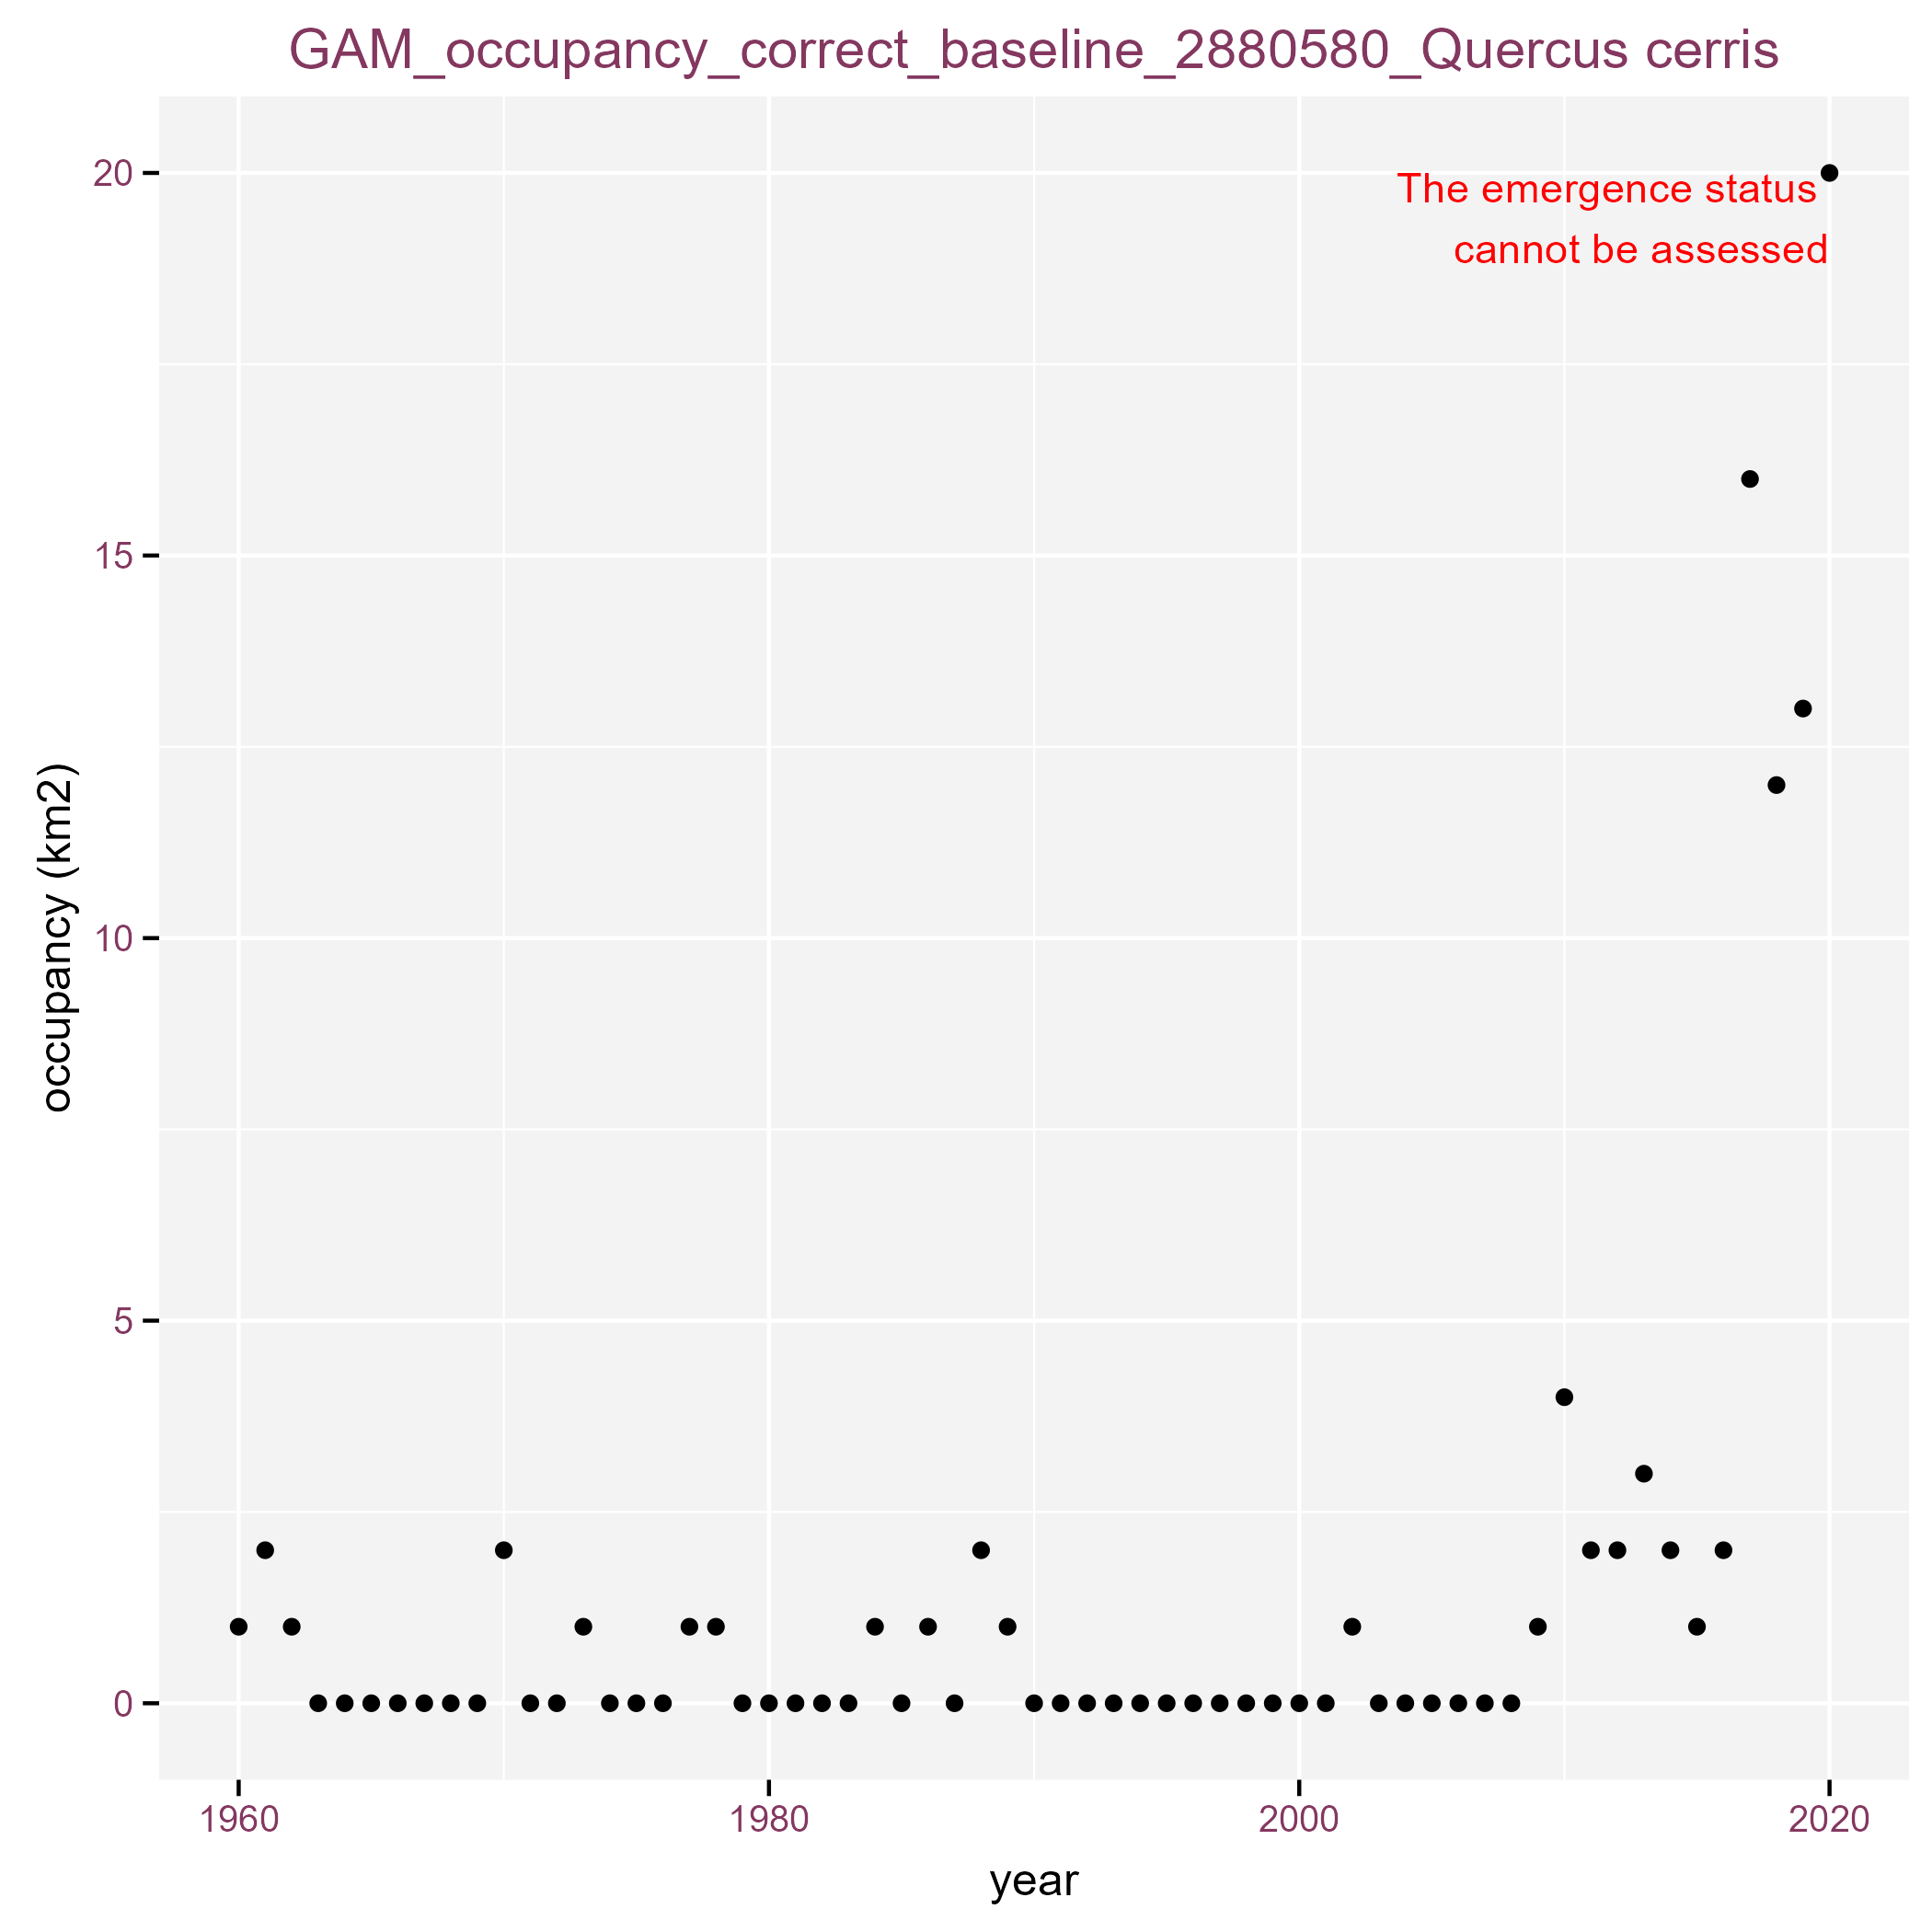 GAM_occupancy_correct_baseline_2880580_Quercus cerris
20
The emergence status
cannot be assessed
15
10
5
0
occupancy (km2)
1960 1980 2000 2020
year